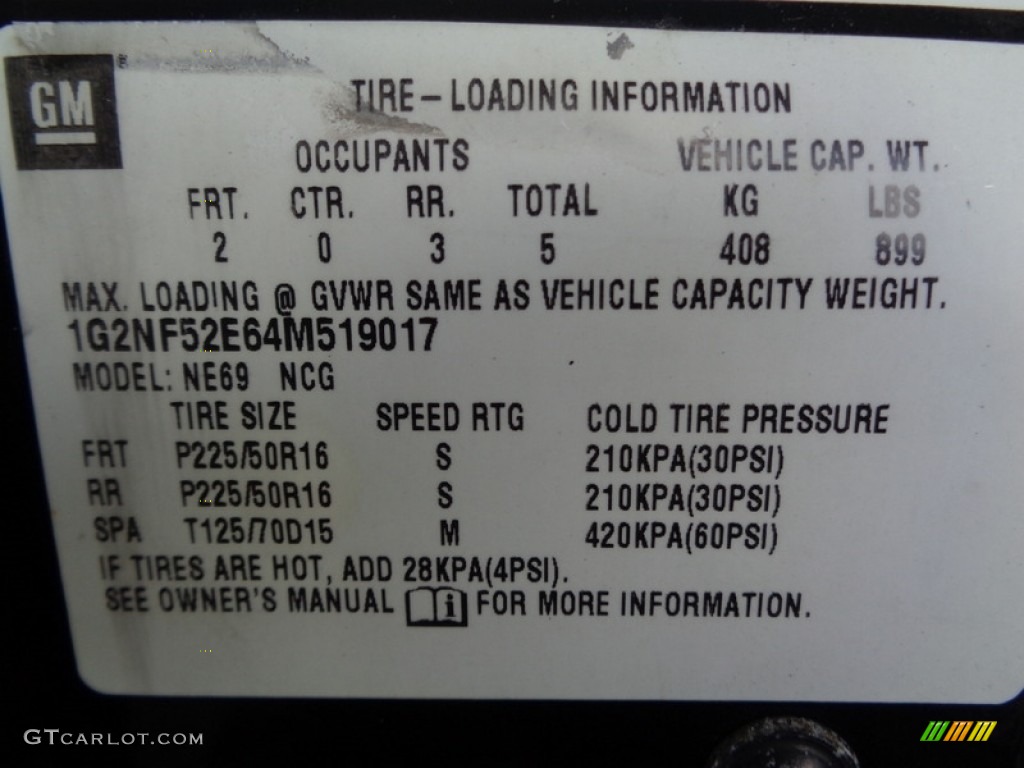 GM
TIRE-LOADING INFORMATION
OCCUPANTS VEHICLE CAP. WT.
FRT. CTR. RR. TOTAL KG LBS
2 0 3 5 408 899
MAX. LOADING @ GVWR SAME AS VEHICLE CAPACITY WEIGHT.
1G2NF52E64M519017
MODEL: NE69 NCG
TIRE SIZE SPEED RTG COLD TIRE PRESSURE
FRT P225/50R16 S 210KPA(30PSI)
RR P225/50R16 S 210KPA(30PSI)
SPA T125/70D15 M 420KPA(60PSI)
IF TIRES ARE HOT, ADD 28KPA(4PSI).
SEE OWNER'S MANUAL i FOR MORE INFORMATION.
GTCARLOT.COM